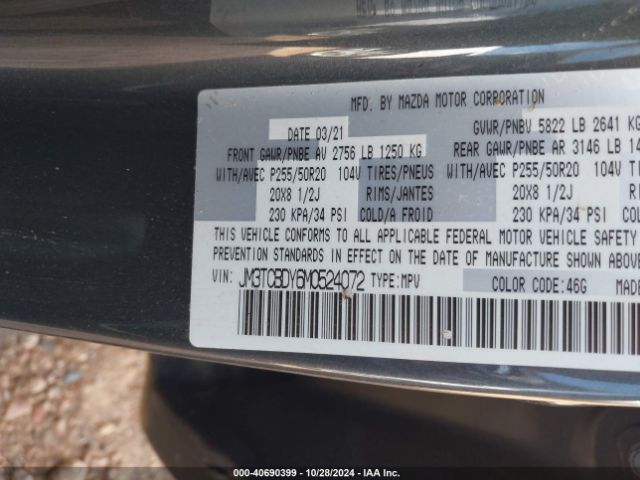 MFD. BY MAZDA MOTOR CORPORATION
DATE 03/21 GVWR/PNBV 5822 LB 2641 KG
FRONT GAWR/PNBE AV 2756 LB 1250 KG REAR GAWR/PNBE AR 3146 LB
WITH/AVEC P255/50R20 104V TIRES/PNEUS WITH/AVEC P255/50R20 104V
20X8 1/2J RIMS/JANTES 20X8 1/2J
230 KPA/34 PSI COLD/A FROID 230 KPA/34 PSI
THIS VEHICLE CONFORMS TO ALL APPLICABLE FEDERAL MOTOR VEHICLE SAFETY
PREVENTION STANDARDS IN EFFECT ON THE DATE OF MANUFACTURE SHOWN ABOVE
VIN: JM3TCBDY6M0524072 TYPE:MPV COLOR CODE:46G MADE
000-40690399 - 10/28/2024 - IAA Inc.